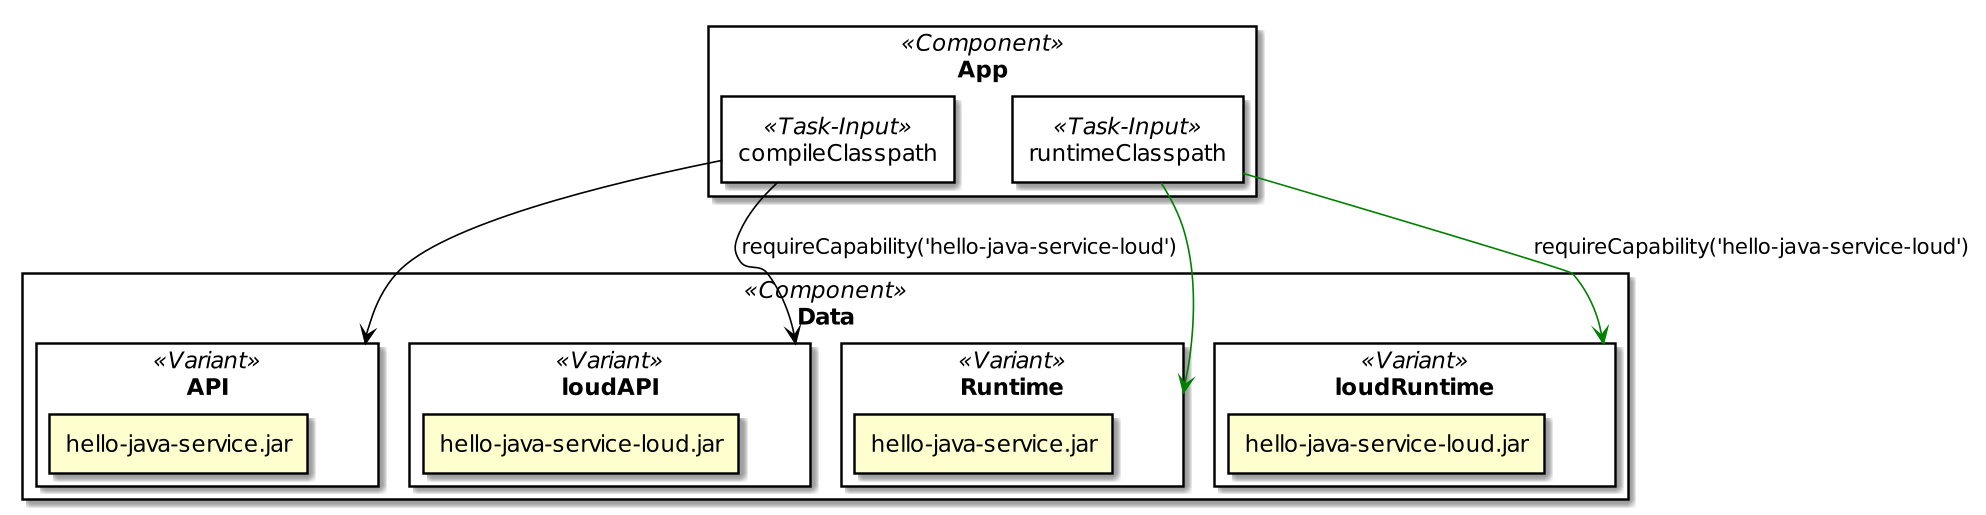 «Component»
App
«Task-Input»
compileClasspath
«Task-Input»
runtimeClasspath
requireCapability('hello-java-service-loud')
requireCapability('hello-java-service-loud')
«Component»
Data
«Variant»
API
hello-java-service.jar
«Variant»
loudAPI
hello-java-service-loud.jar
«Variant»
Runtime
hello-java-service.jar
«Variant»
loudRuntime
hello-java-service-loud.jar